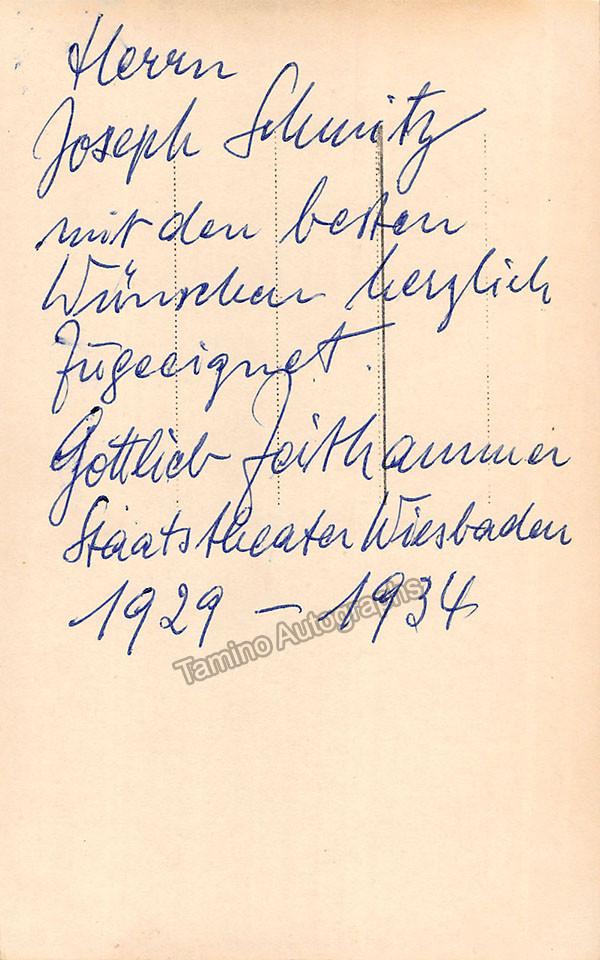 Herrn
Joseph Schmitz
mit den besten
Wünschen herzlich
zugeeignet.
Gottlieb Zeithammer
Staatstheater Wiesbaden
1929 – 1934
Tamino Autographs